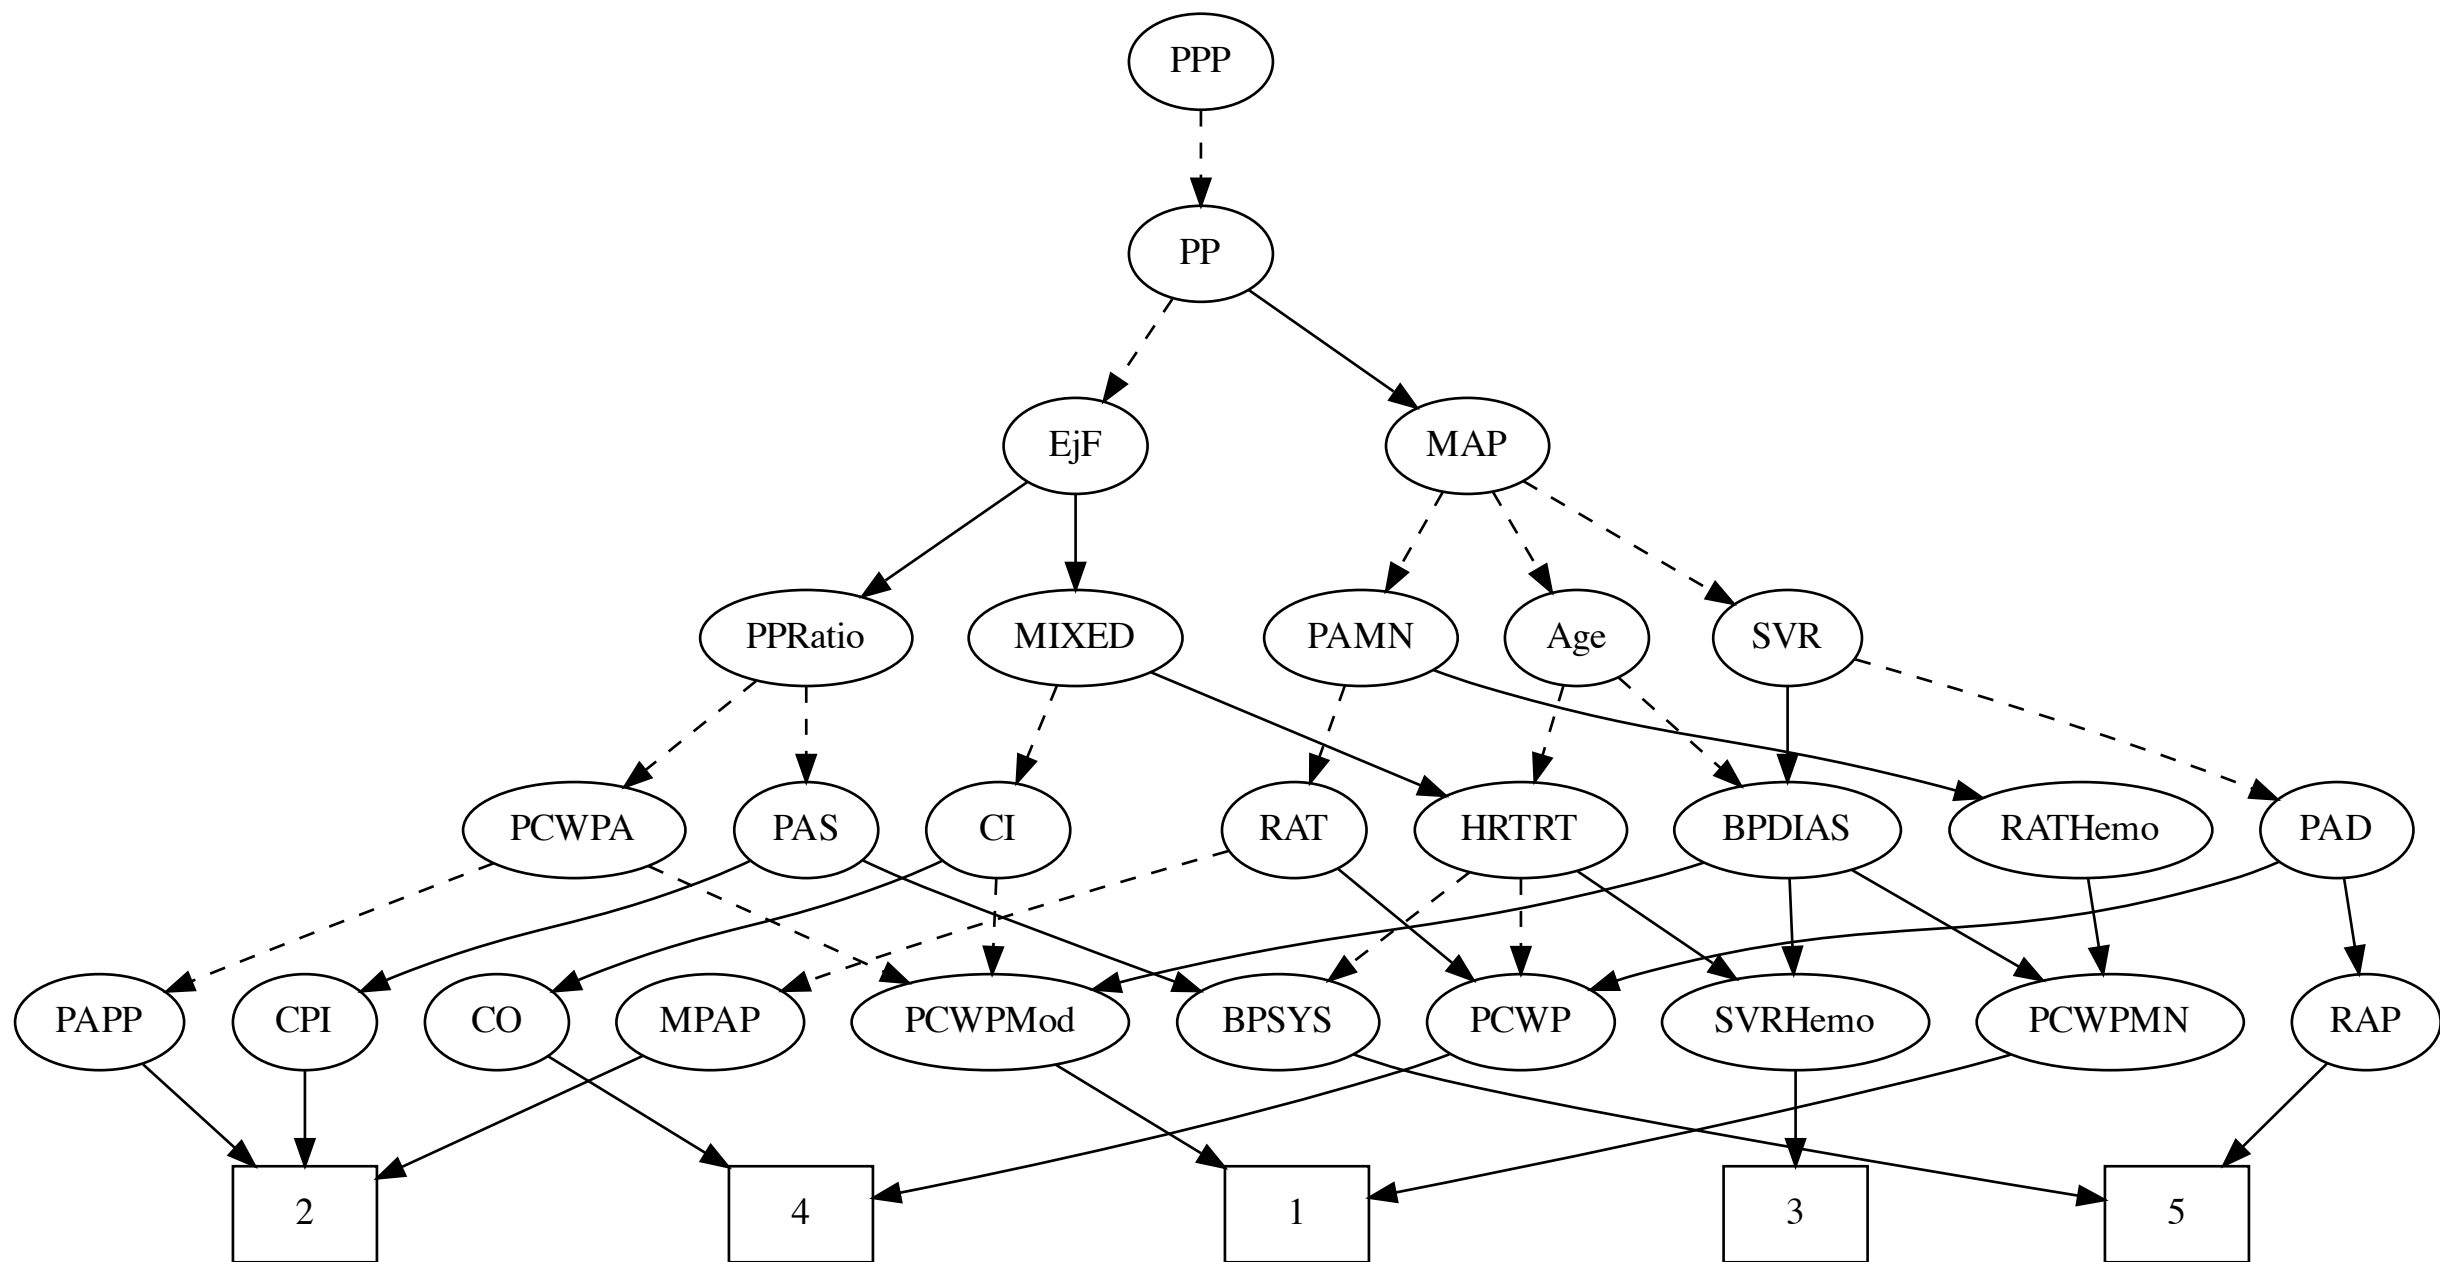 PPP
PP
EjF
MAP
PPRatio
MIXED
PAMN
Age
SVR
PCWPA
PAS
CI
RAT
HRTRT
BPDIAS
RATHemo
PAD
PAPP
CPI
CO
MPAP
PCWPMod
BPSYS
PCWP
SVRHemo
PCWPMN
RAP
2
4
1
3
5